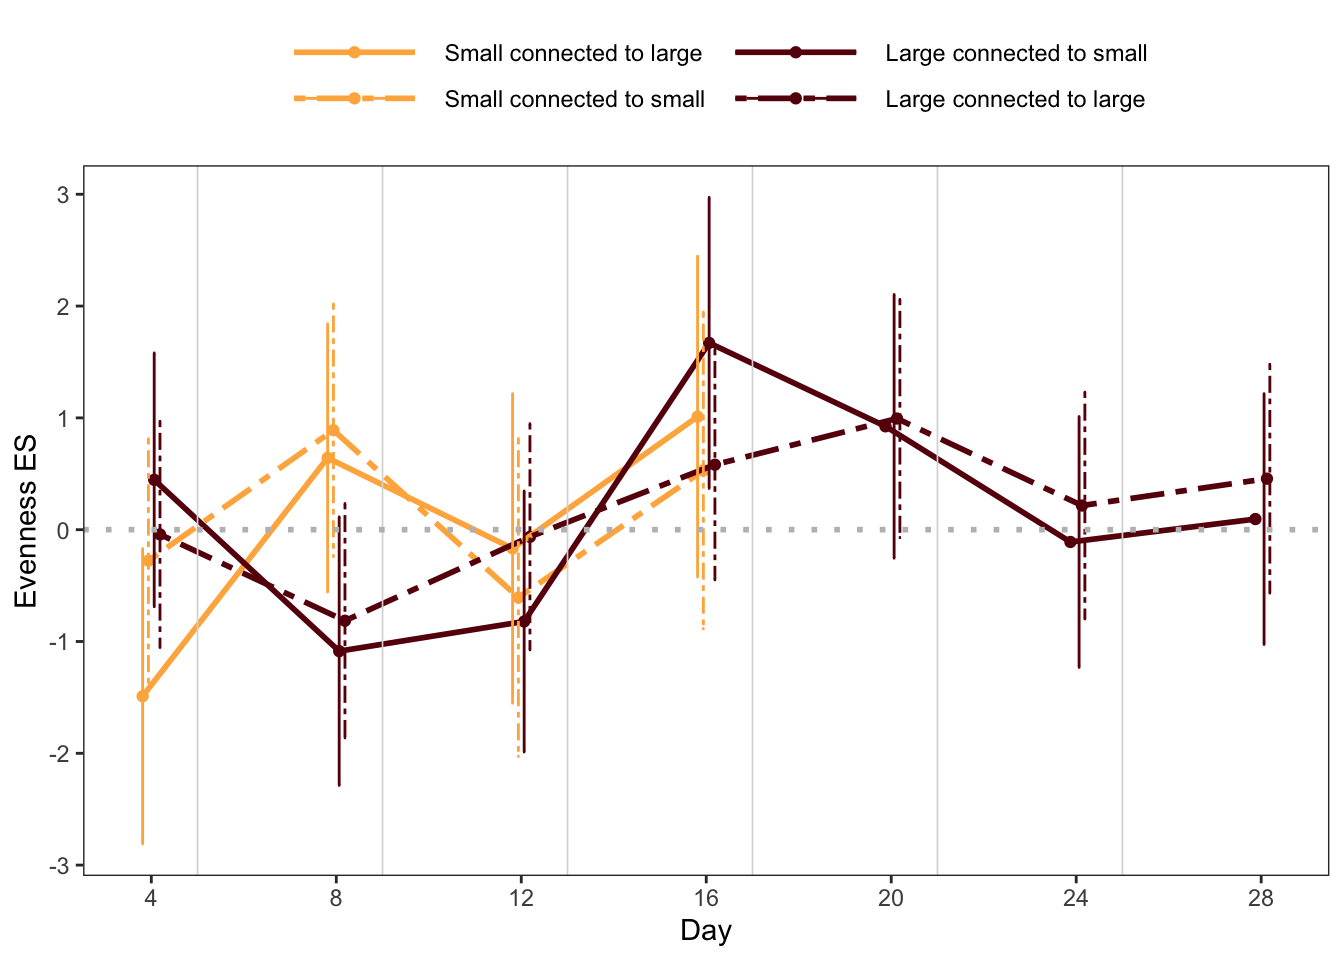 Small connected to large
Large connected to small
Small connected to small
Large connected to large
Evenness ES
3
2
1
0
-1
-2
-3
4 8 12 16 20 24 28
Day